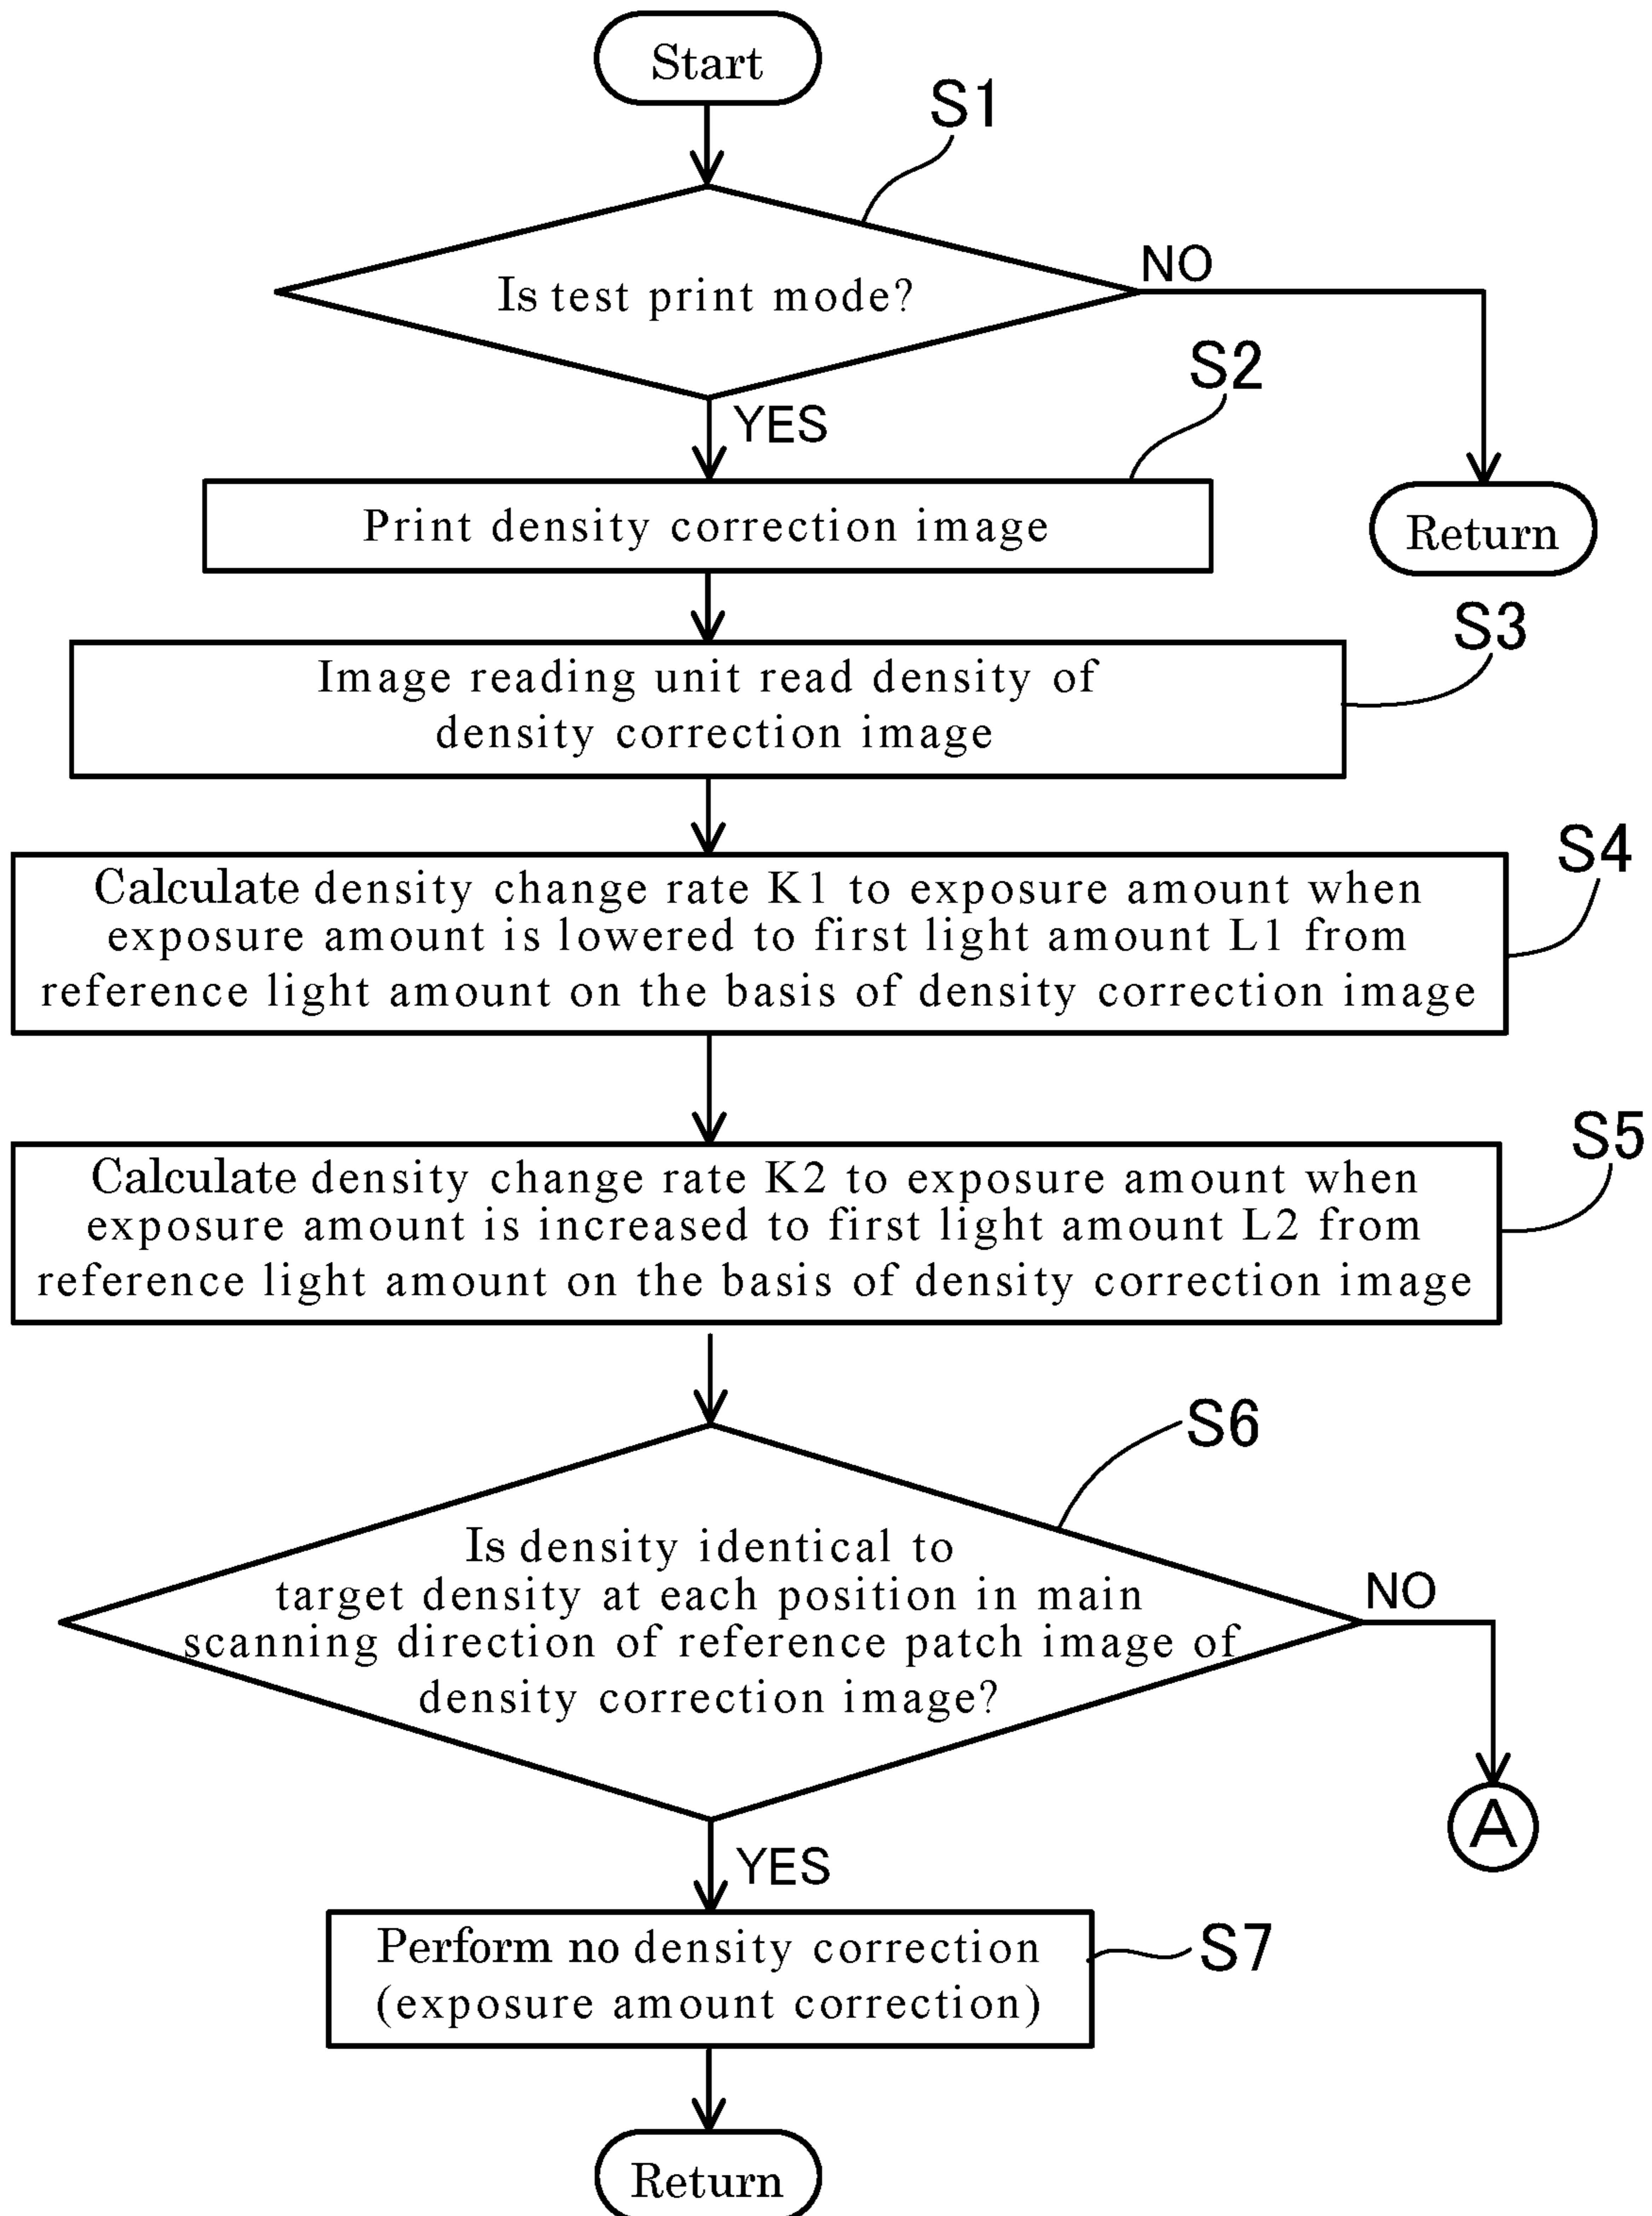 Start
S1
Is test print mode?
NO
YES
S2
Print density correction image
Return
S3
Image reading unit read density of
density correction image
S4
Calculate density change rate K1 to exposure amount when
exposure amount is lowered to first light amount L1 from
reference light amount on the basis of density correction image
S5
Calculate density change rate K2 to exposure amount when
exposure amount is increased to first light amount L2 from
reference light amount on the basis of density correction image
S6
Is density identical to
target density at each position in main
scanning direction of reference patch image of
density correction image?
NO
A
YES
S7
Perform no density correction
(exposure amount correction)
Return